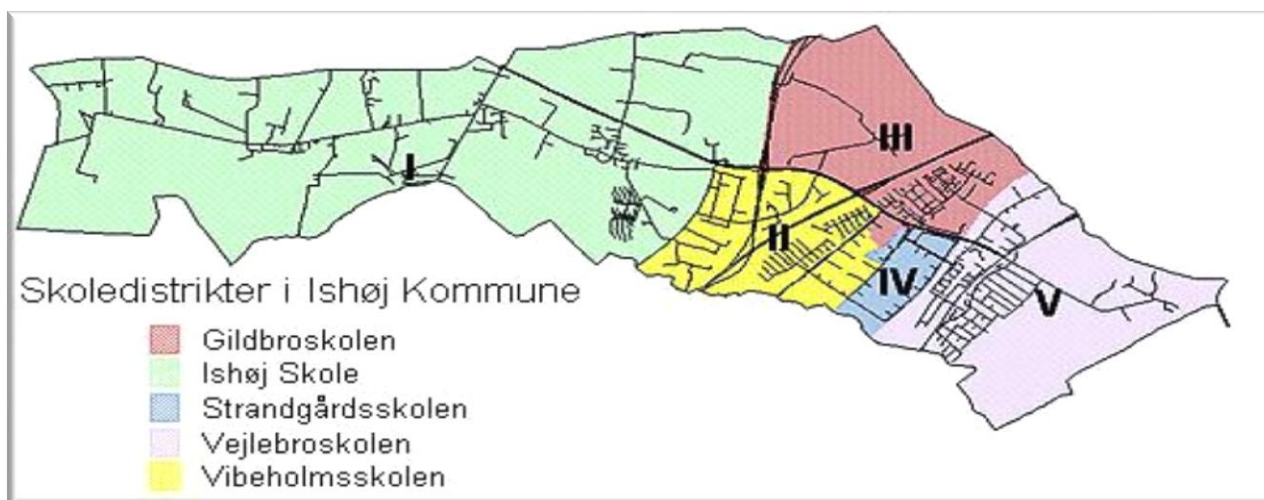 III
I
II
IV
V
Skoledistrikter i Ishøj Kommune
Gildbroskolen
Ishøj Skole
Strandgårdsskolen
Vejlebroskolen
Vibeholmsskolen